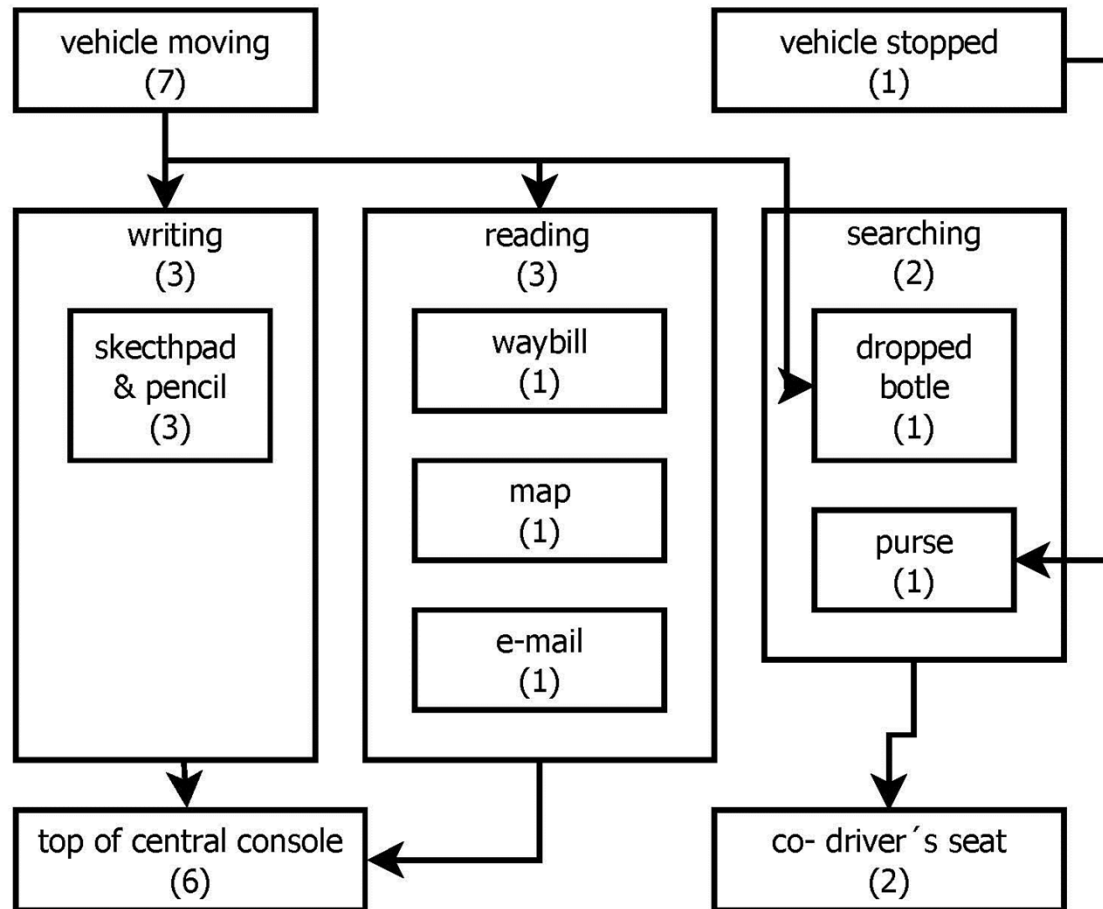 vehicle moving
(7)
vehicle stopped
(1)
writing
(3)
skecthpad
& pencil
(3)
reading
(3)
waybill
(1)
map
(1)
e-mail
(1)
searching
(2)
dropped
botle
(1)
purse
(1)
top of central console
(6)
co- driver´s seat
(2)